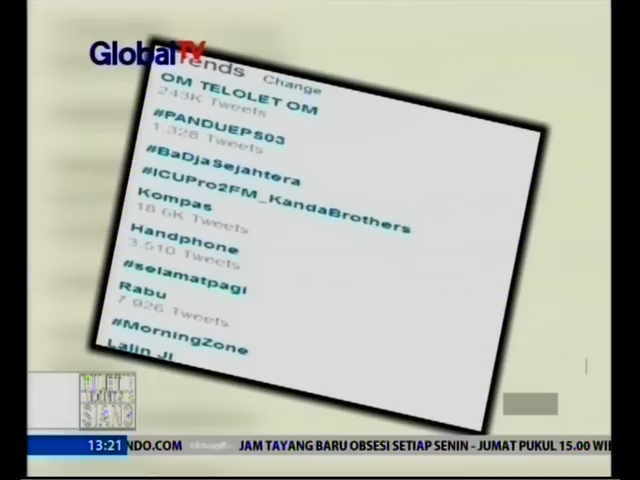 GlobalTV
Trends Change
OM TELOLET OM
243K Tweets
#PANDUEPS03
1.328 Tweets
#BaDjaSejahtera
#ICUPro2FM_KandaBrothers
Kompas
18.6K Tweets
Handphone
3.510 Tweets
#selamatpagi
Rabu
7.926 Tweets
#MorningZone
Lalin Jl
13:21 NDO.COM JAM TAYANG BARU OBSESI SETIAP SENIN - JUMAT PUKUL 15.00 WI